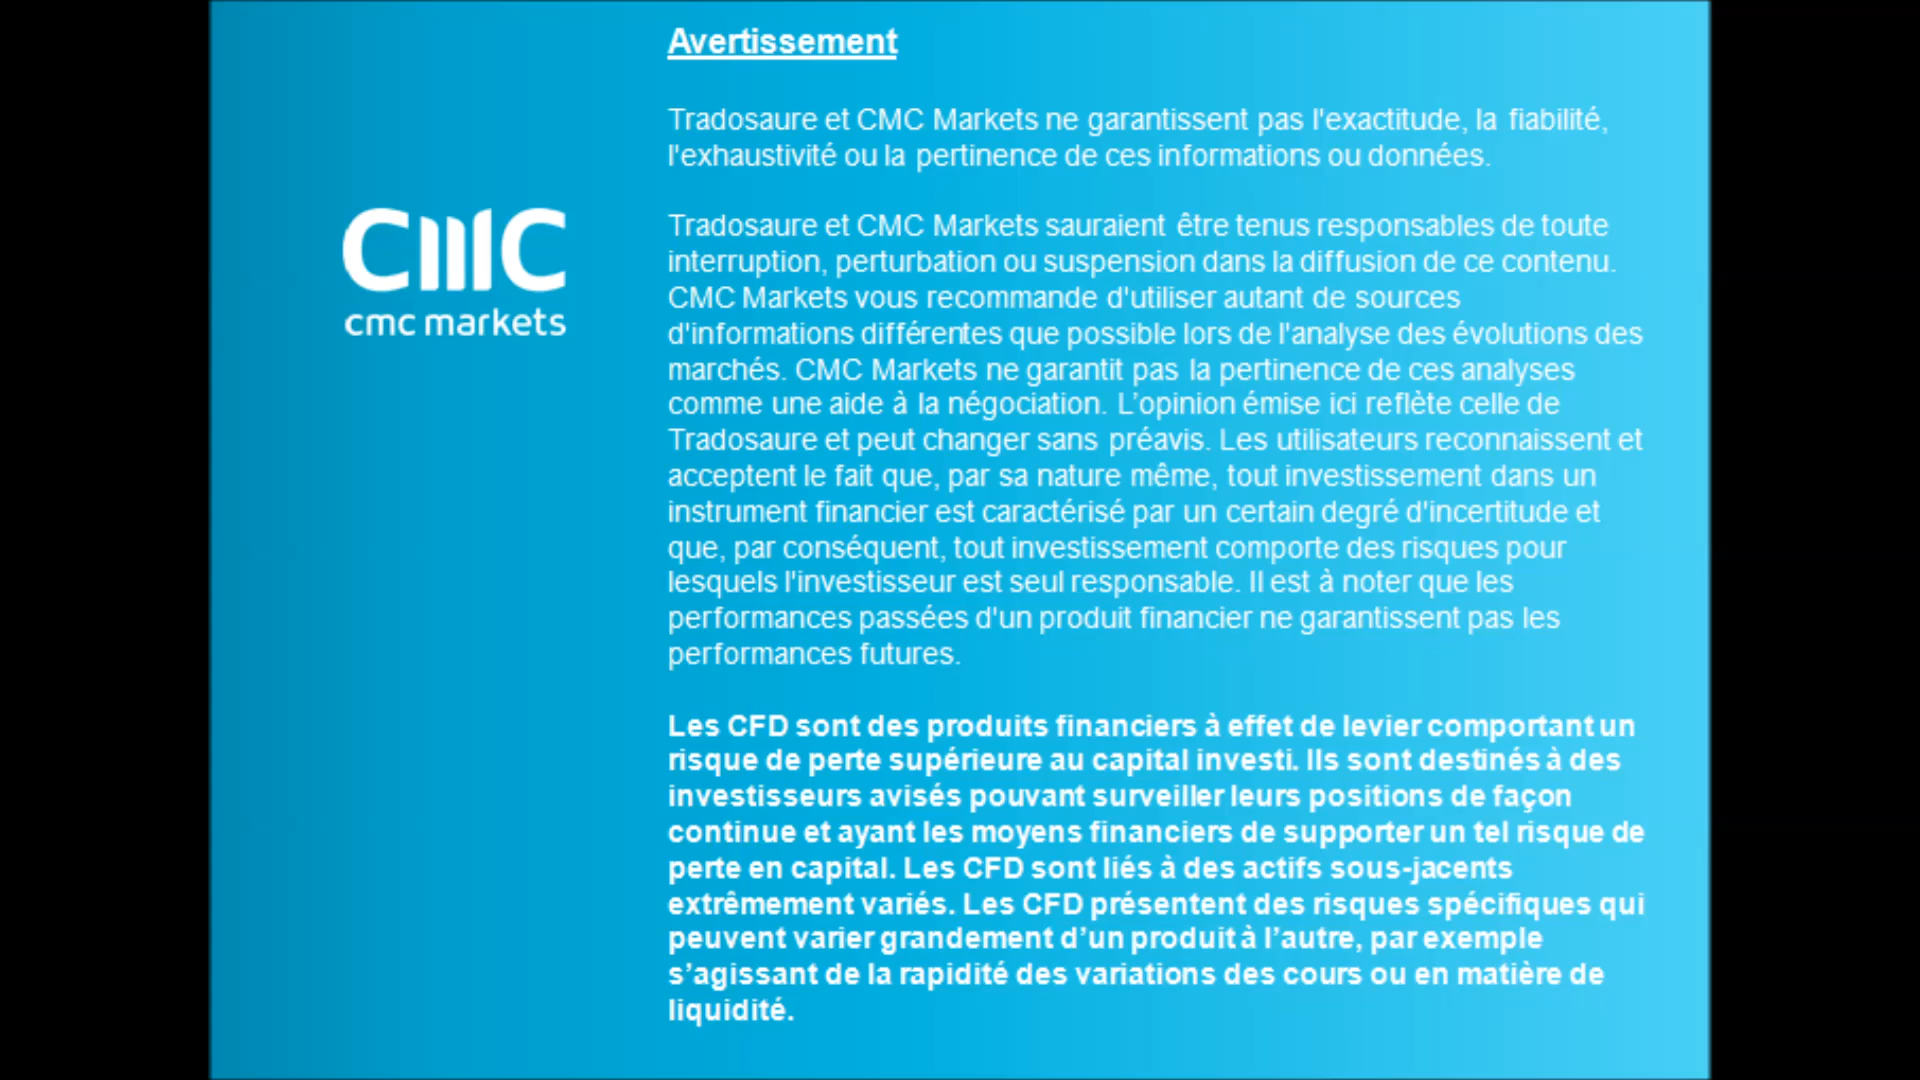 Avertissement
Tradosaure et CMC Markets ne garantissent pas l'exactitude, la fiabilité,
l'exhaustivité ou la pertinence de ces informations ou données.
CMC
cmc markets
Tradosaure et CMC Markets sauraient être tenus responsables de toute
interruption, perturbation ou suspension dans la diffusion de ce contenu.
CMC Markets vous recommande d'utiliser autant de sources
d'informations différentes que possible lors de l'analyse des évolutions des
marchés. CMC Markets ne garantit pas la pertinence de ces analyses
comme une aide à la négociation. L’opinion émise ici reflète celle de
Tradosaure et peut changer sans préavis. Les utilisateurs reconnaissent et
acceptent le fait que, par sa nature même, tout investissement dans un
instrument financier est caractérisé par un certain degré d'incertitude et
que, par conséquent, tout investissement comporte des risques pour
lesquels l'investisseur est seul responsable. Il est à noter que les
performances passées d'un produit financier ne garantissent pas les
performances futures.
Les CFD sont des produits financiers à effet de levier comportant un
risque de perte supérieure au capital investi. Ils sont destinés à des
investisseurs avisés pouvant surveiller leurs positions de façon
continue et ayant les moyens financiers de supporter un tel risque de
perte en capital. Les CFD sont liés à des actifs sous-jacents
extrêmement variés. Les CFD présentent des risques spécifiques qui
peuvent varier grandement d’un produit à l’autre, par exemple
s’agissant de la rapidité des variations des cours ou en matière de
liquidité.